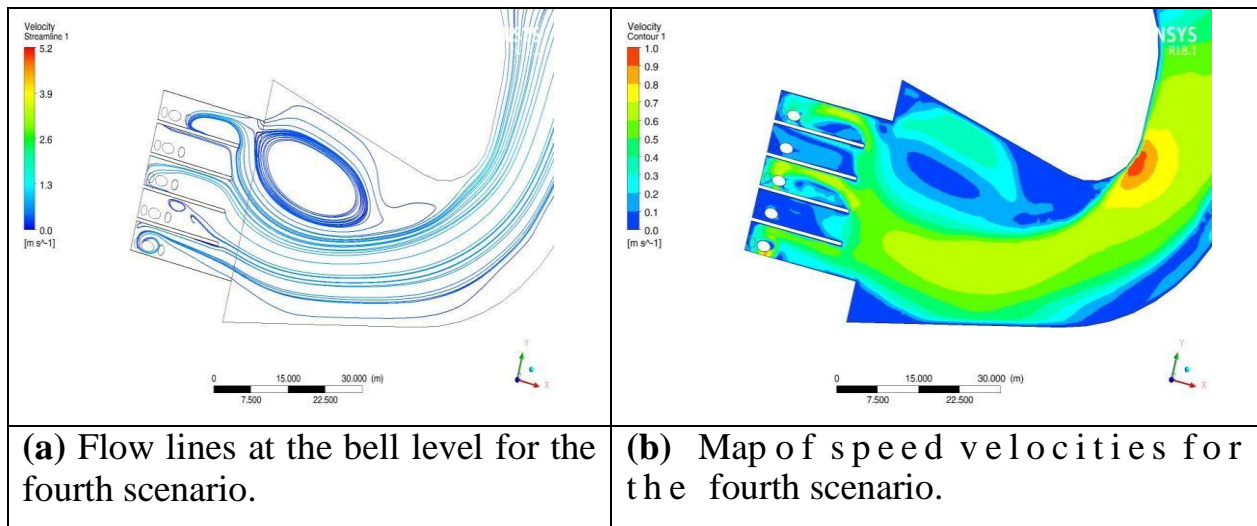 Velocity
Streamline 1
5.2
3.9
2.6
1.3
0.0
[m s^-1]
NSYS
R18.1
Y
X
0 15.000 30.000 (m)
7.500 22.500
Velocity
Contour 1
1.0
0.9
0.8
0.7
0.6
0.5
0.4
0.3
0.2
0.1
0.0
[m s^-1]
NSYS
R18.1
Y
X
0 15.000 30.000 (m)
7.500 22.500
(a) Flow lines at the bell level for the
fourth scenario.
(b) Map of speed velocities for
the fourth scenario.